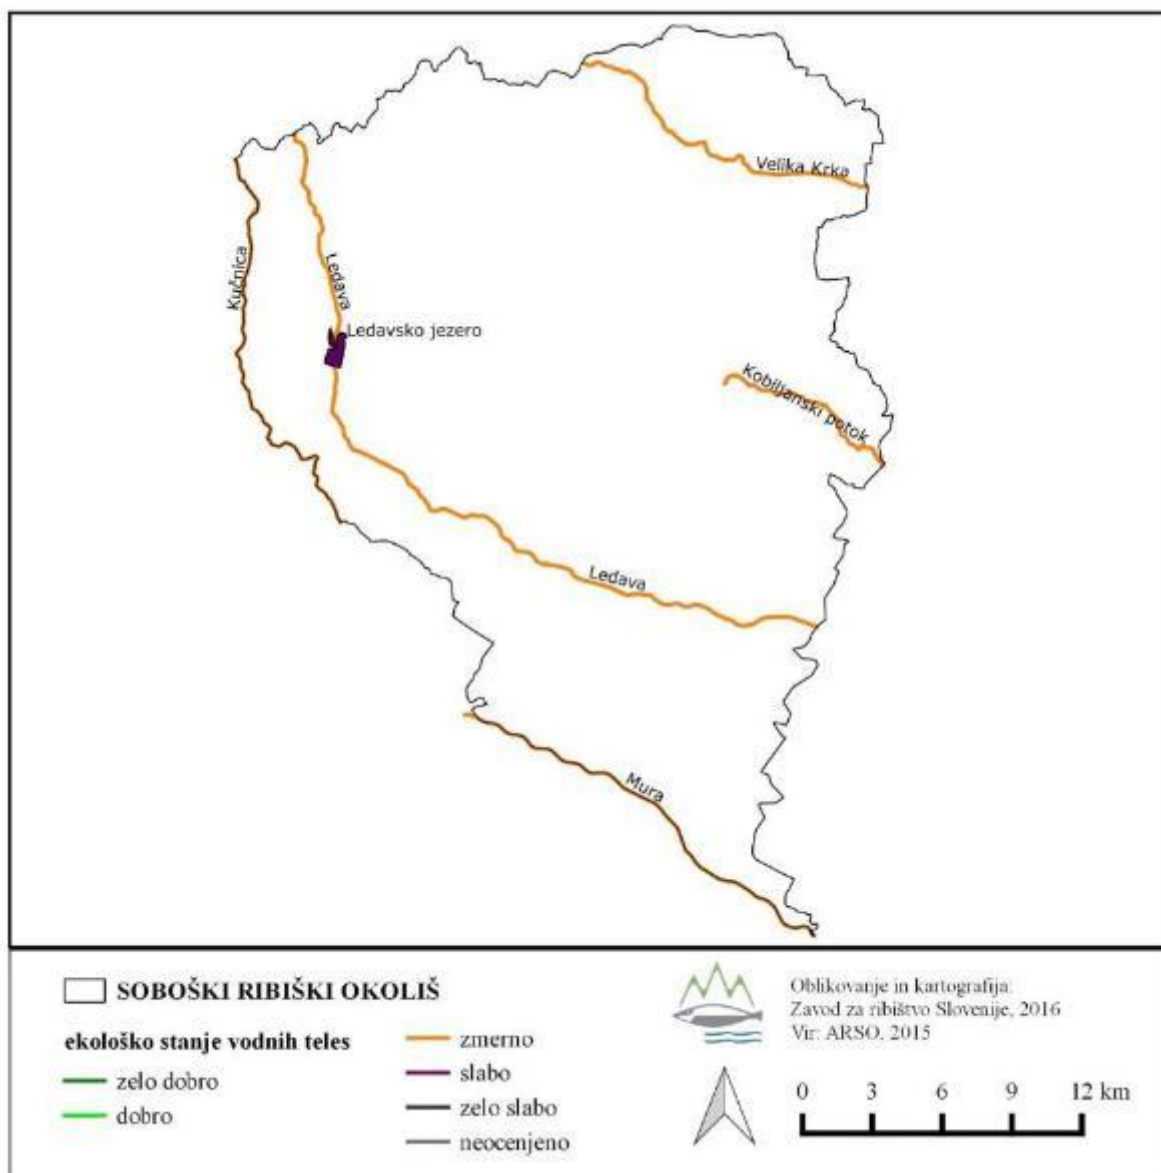 Velika Krka
Kučnica
Ledava
Ledavsko jezero
Kobiljanski potok
Ledava
Mura
SOBOŠKI RIBIŠKI OKOLIŠ
ekološko stanje vodnih teles
zelo dobro
dobro
zmerno
slabo
zelo slabo
neocenjeno
Oblikovanje in kartografija:
Zavod za ribištvo Slovenije, 2016
Vir: ARSO, 2015
0 3 6 9 12 km